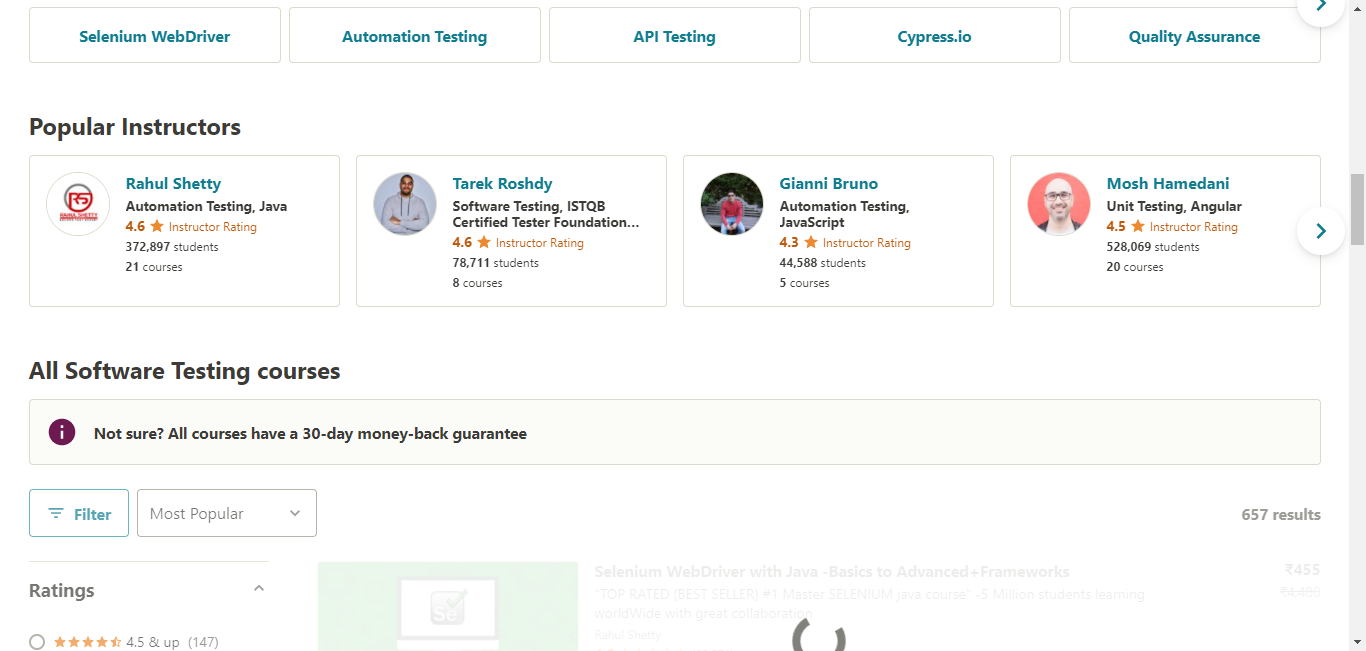 Selenium WebDriver
Automation Testing
API Testing
Cypress.io
Quality Assurance
Popular Instructors
RS
RAHUL SHETTY
Rahul Shetty
Automation Testing, Java
4.6 Instructor Rating
372,897 students
21 courses
Tarek Roshdy
Software Testing, ISTQB
Certified Tester Foundation...
4.6 Instructor Rating
78,711 students
8 courses
Gianni Bruno
Automation Testing,
JavaScript
4.3 Instructor Rating
44,588 students
5 courses
Mosh Hamedani
Unit Testing, Angular
4.5 Instructor Rating
528,069 students
20 courses
All Software Testing courses
Not sure? All courses have a 30-day money-back guarantee
Filter
Most Popular
657 results
Ratings
4.5 & up (147)
Se
Selenium WebDriver with Java -Basics to Advanced+Frameworks
₹455
"TOP RATED (BEST SELLER) #1 Master SELENIUM java course" -5 Million students learning
₹4,480
worldWide with great collaboration
Rahul Shetty